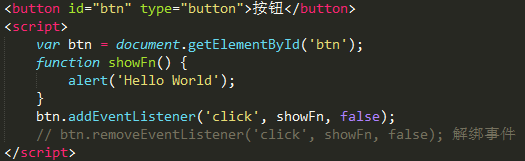 <button id="btn" type="button">按钮</button>
<script>
    var btn = document.getElementById('btn');
    function showFn() {
        alert('Hello World');
    }
    btn.addEventListener('click', showFn, false);
    // btn.removeEventListener('click', showFn, false); 解绑事件
</script>